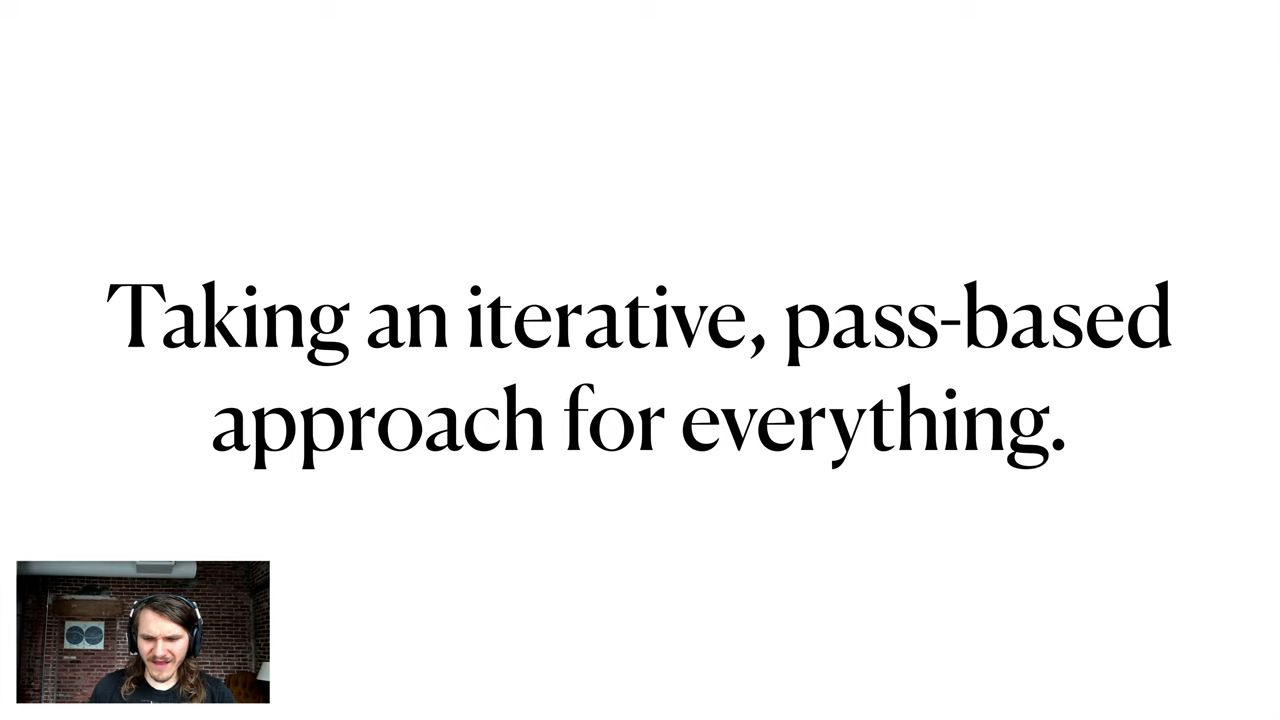 Taking an iterative, pass-based
approach for everything.